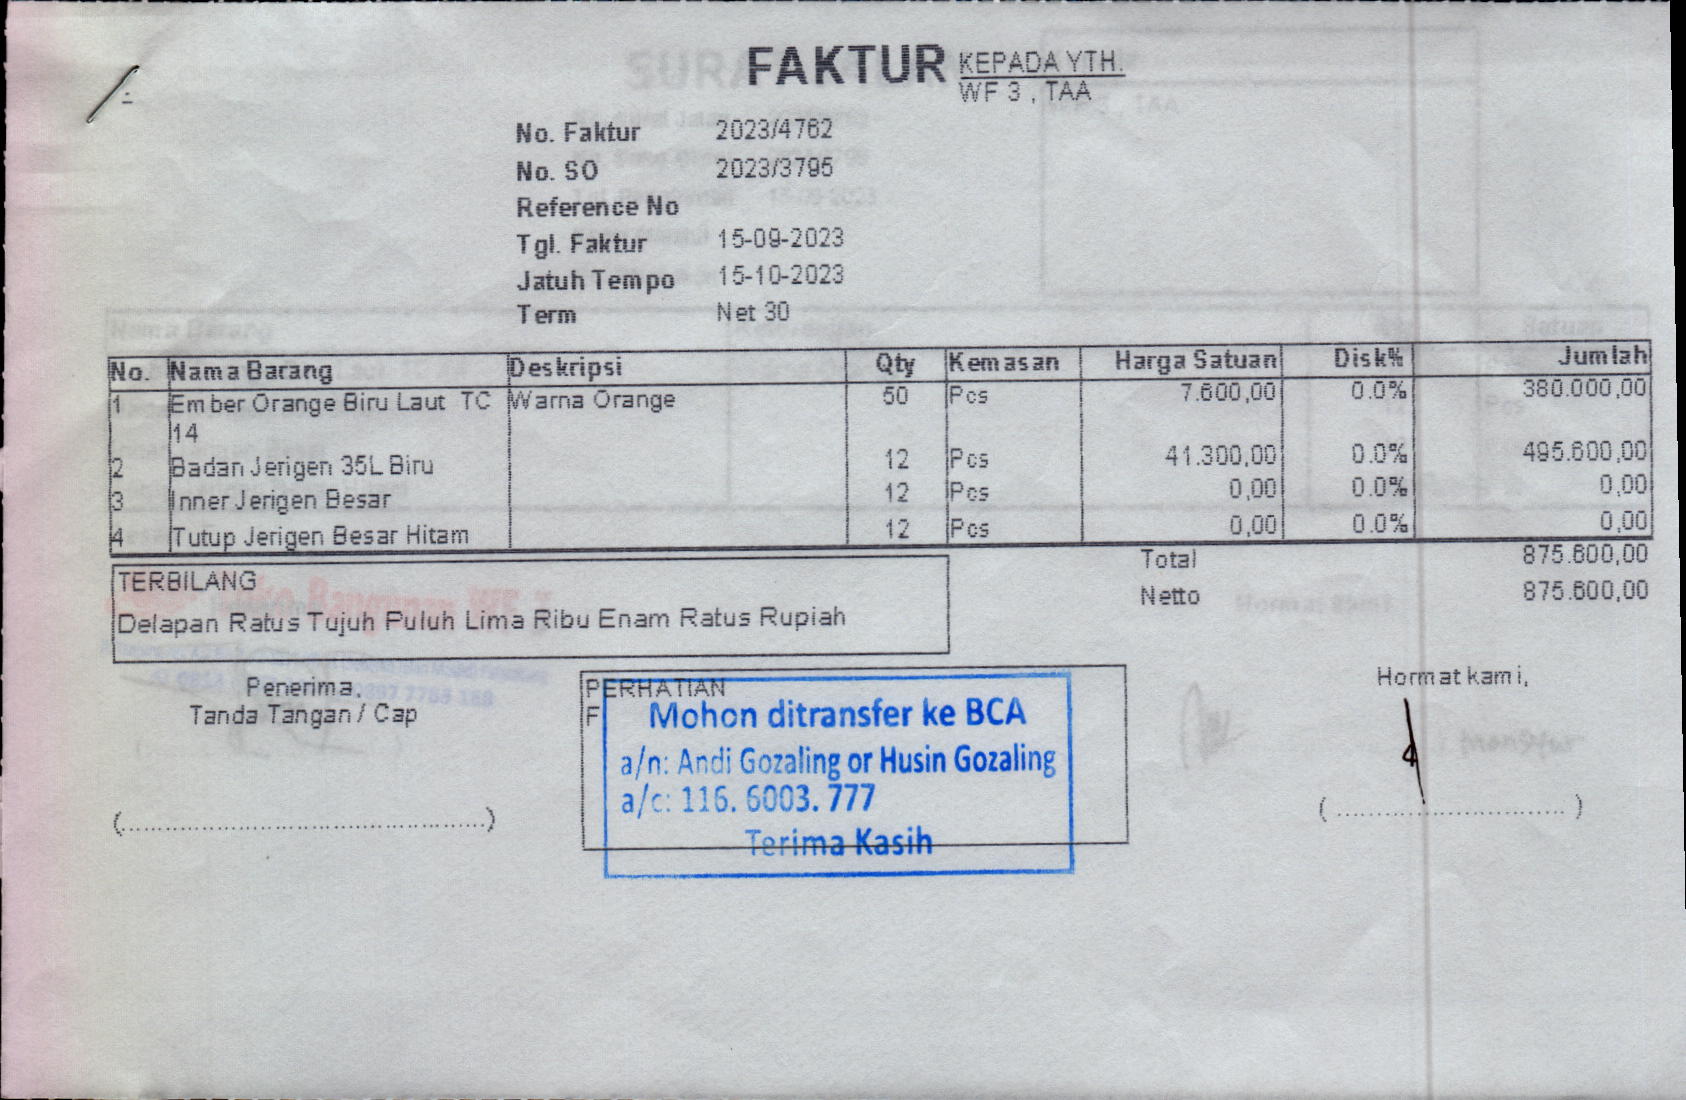 FAKTUR
KEPADA YTH.
WF 3 , TAA
No. Faktur 2023/4762
No. SO 2023/3795
Reference No
Tgl. Faktur 15-09-2023
Jatuh Tempo 15-10-2023
Term Net 30
No. Nama Barang Deskripsi Qty Kemasan Harga Satuan Disk% Jumlah
1 Ember Orange Biru Laut TC Warna Orange 50 Pcs 7.600,00 0.0% 380.000,00
14
2 Badan Jerigen 35L Biru 12 Pcs 41.300,00 0.0% 495.600,00
3 Inner Jerigen Besar 12 Pcs 0,00 0.0% 0,00
4 Tutup Jerigen Besar Hitam 12 Pcs 0,00 0.0% 0,00
Total 875.600,00
Netto 875.600,00
TERBILANG
Delapan Ratus Tujuh Puluh Lima Ribu Enam Ratus Rupiah
Penerima,
Tanda Tangan / Cap
(................................................)
PERHATIAN
F
Mohon ditransfer ke BCA
a/n: Andi Gozaling or Husin Gozaling
a/c: 116. 6003. 777
Terima Kasih
Hormat kami,
(..............................)